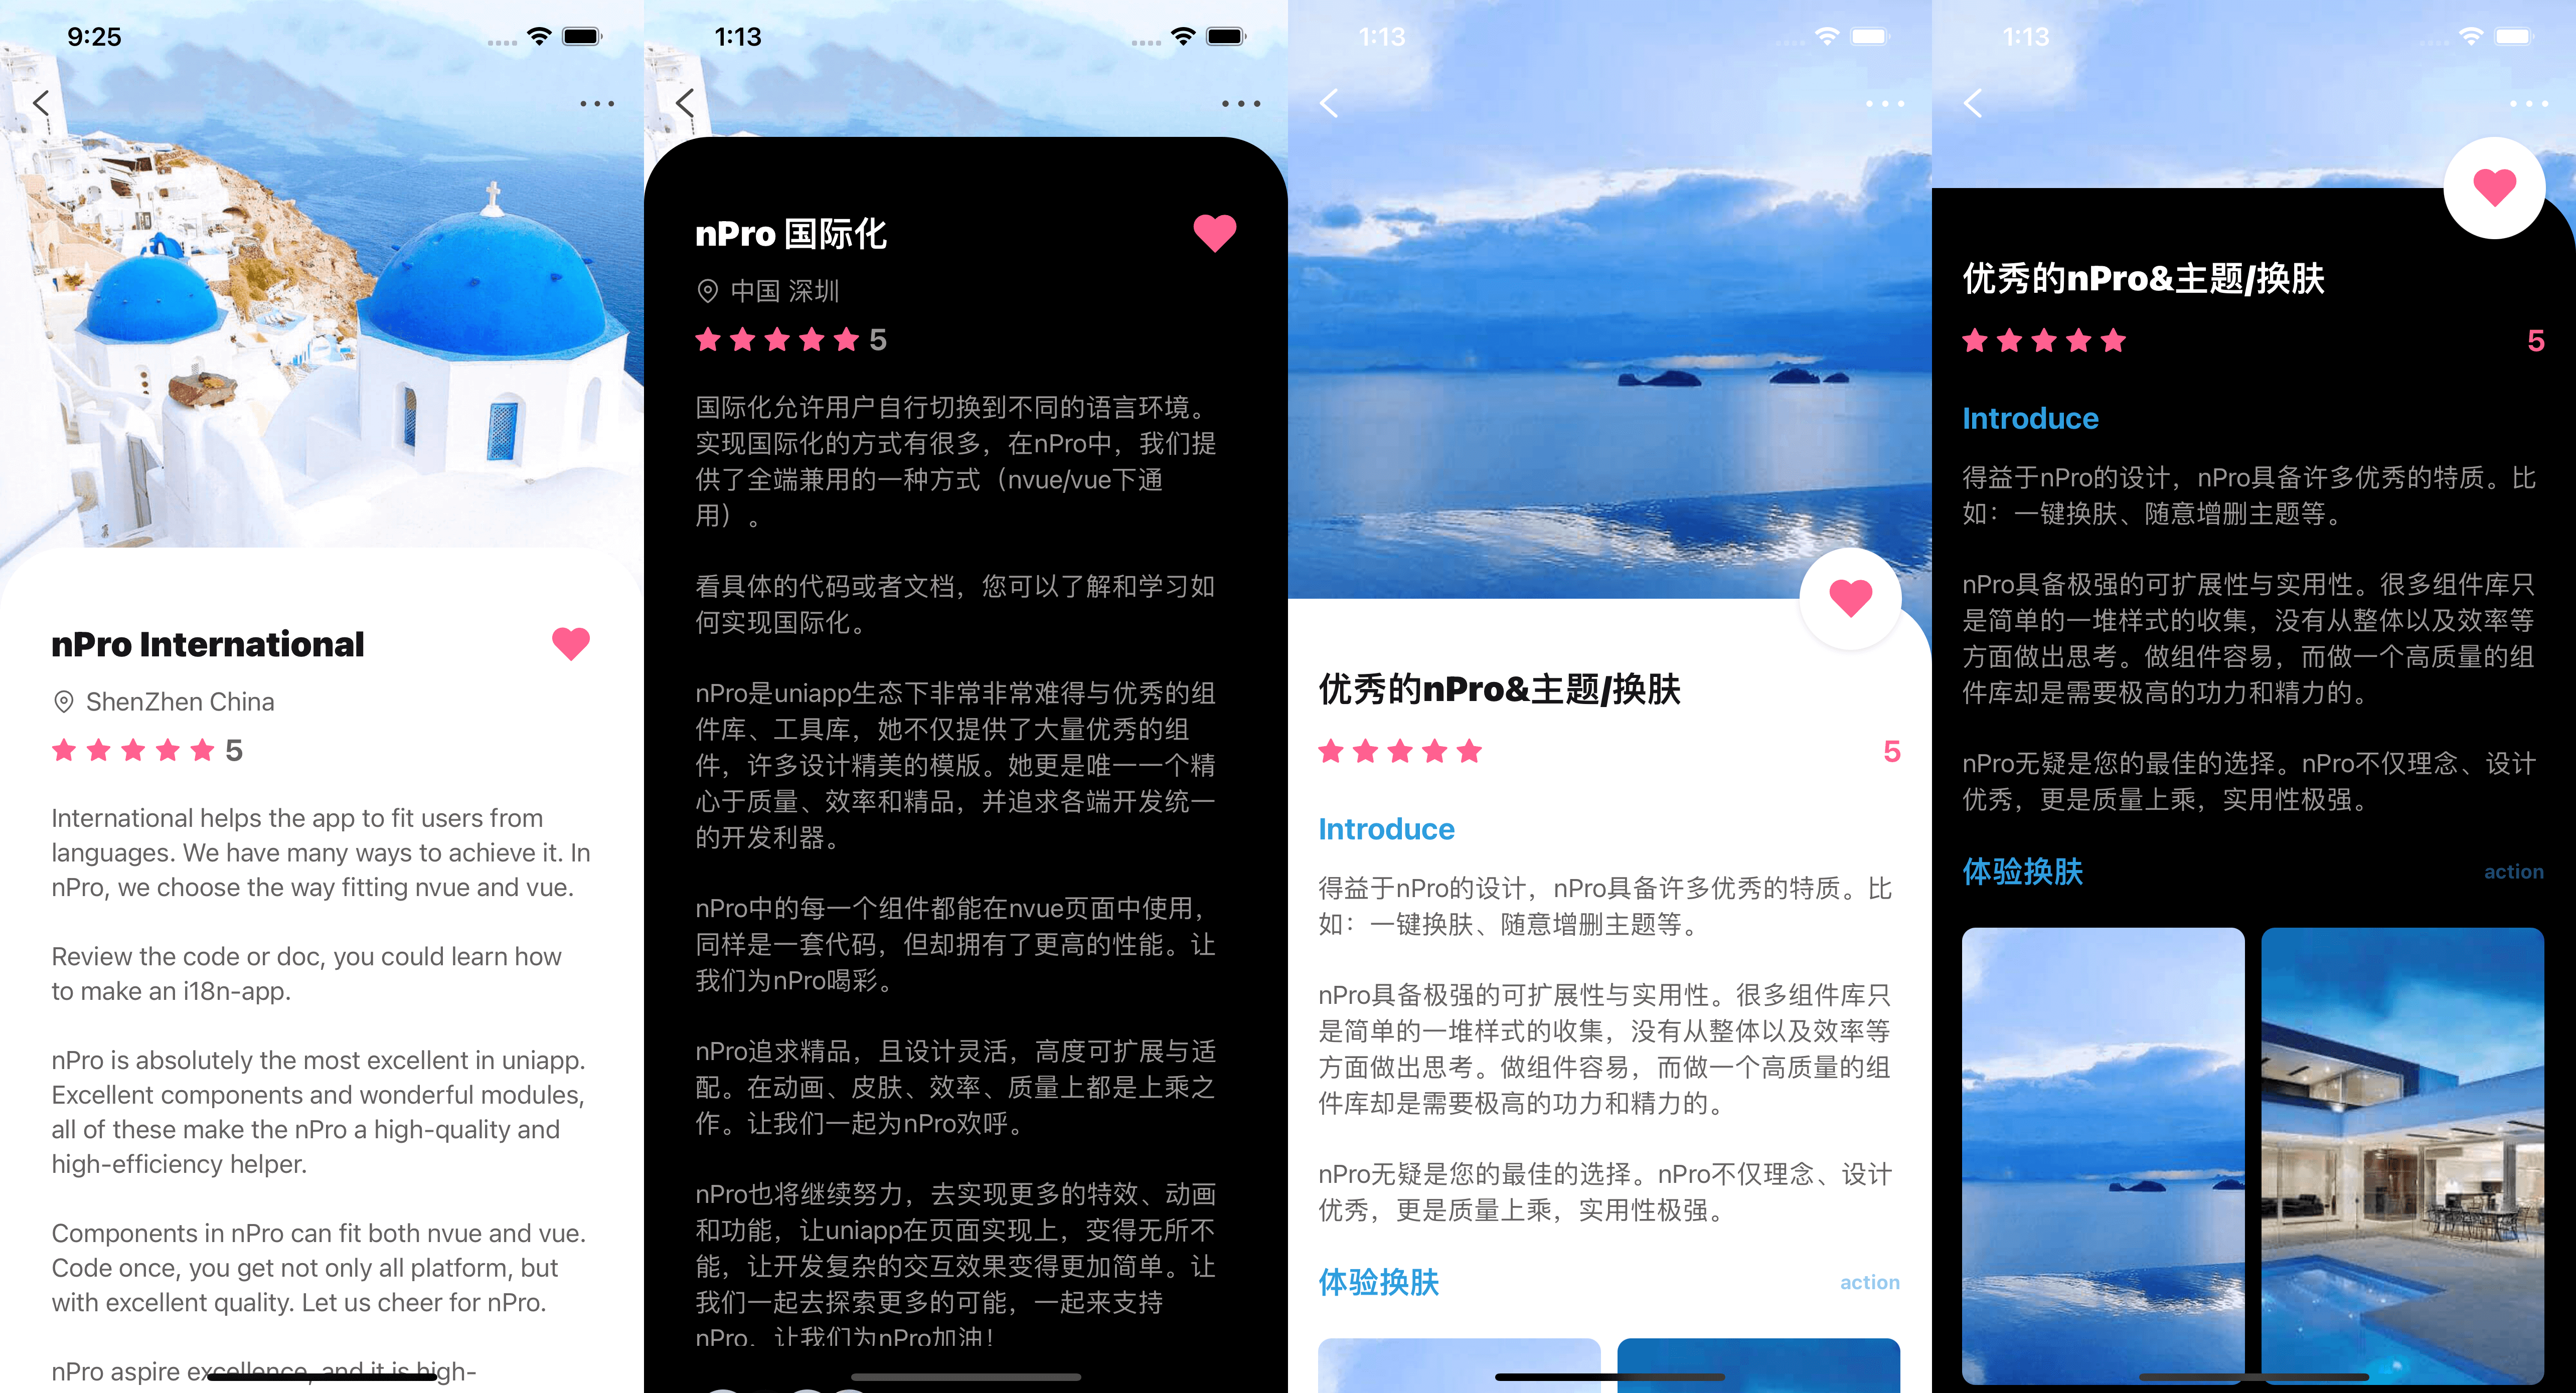 9:25
nPro International
ShenZhen China
5
International helps the app to fit users from
languages. We have many ways to achieve it. In
nPro, we choose the way fitting nvue and vue.
Review the code or doc, you could learn how
to make an i18n-app.
nPro is absolutely the most excellent in uniapp.
Excellent components and wonderful modules,
all of these make the nPro a high-quality and
high-efficiency helper.
Components in nPro can fit both nvue and vue.
Code once, you get not only all platform, but
with excellent quality. Let us cheer for nPro.
nPro aspire excellence, and it is high-
1:13
nPro 国际化
中国 深圳
5
国际化允许用户自行切换到不同的语言环境。
实现国际化的方式有很多，在nPro中，我们提
供了全端兼用的一种方式（nvue/vue下通
用）。
看具体的代码或者文档，您可以了解和学习如
何实现国际化。
nPro是uniapp生态下非常非常难得与优秀的组
件库、工具库，她不仅提供了大量优秀的组
件，许多设计精美的模版。她更是唯一一个精
心于质量、效率和精品，并追求各端开发统一
的开发利器。
nPro中的每一个组件都能在nvue页面中使用，
同样是一套代码，但却拥有了更高的性能。让
我们为nPro喝彩。
nPro追求精品，且设计灵活，高度可扩展与适
配。在动画、皮肤、效率、质量上都是上乘之
作。让我们一起为nPro欢呼。
nPro也将继续努力，去实现更多的特效、动画
和功能，让uniapp在页面实现上，变得无所不
能，让开发复杂的交互效果变得更加简单。让
我们一起去探索更多的可能，一起来支持
nPro，让我们为nPro加油！
1:13
优秀的nPro&主题/换肤
5
Introduce
得益于nPro的设计，nPro具备许多优秀的特质。比
如：一键换肤、随意增删主题等。
nPro具备极强的可扩展性与实用性。很多组件库只
是简单的一堆样式的收集，没有从整体以及效率等
方面做出思考。做组件容易，而做一个高质量的组
件库却是需要极高的功力和精力的。
nPro无疑是您的最佳的选择。nPro不仅理念、设计
优秀，更是质量上乘，实用性极强。
体验换肤 action
1:13
优秀的nPro&主题/换肤
5
Introduce
得益于nPro的设计，nPro具备许多优秀的特质。比
如：一键换肤、随意增删主题等。
nPro具备极强的可扩展性与实用性。很多组件库只
是简单的一堆样式的收集，没有从整体以及效率等
方面做出思考。做组件容易，而做一个高质量的组
件库却是需要极高的功力和精力的。
nPro无疑是您的最佳的选择。nPro不仅理念、设计
优秀，更是质量上乘，实用性极强。
体验换肤 action